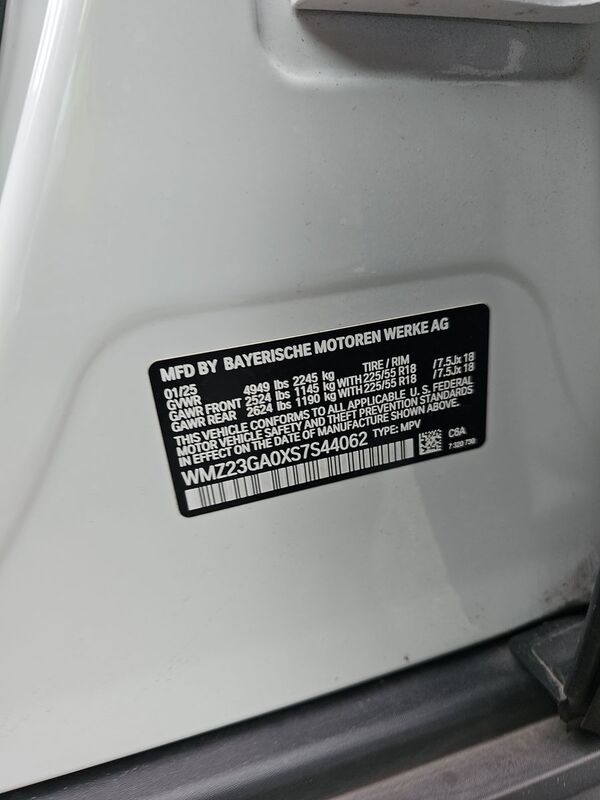 MFD BY BAYERISCHE MOTOREN WERKE AG
01/25 TIRE / RIM
GVWR 4949 lbs 2245 kg
GAWR FRONT 2524 lbs 1145 kg WITH 225/55 R18 /7.5Jx18
GAWR REAR 2624 lbs 1190 kg WITH 225/55 R18 /7.5Jx18
THIS VEHICLE CONFORMS TO ALL APPLICABLE U.S. FEDERAL
MOTOR VEHICLE SAFETY AND THEFT PREVENTION STANDARDS
IN EFFECT ON THE DATE OF MANUFACTURE SHOWN ABOVE.
WMZ23GA0XS7S44062 TYPE: MPV C6A
7 320 730